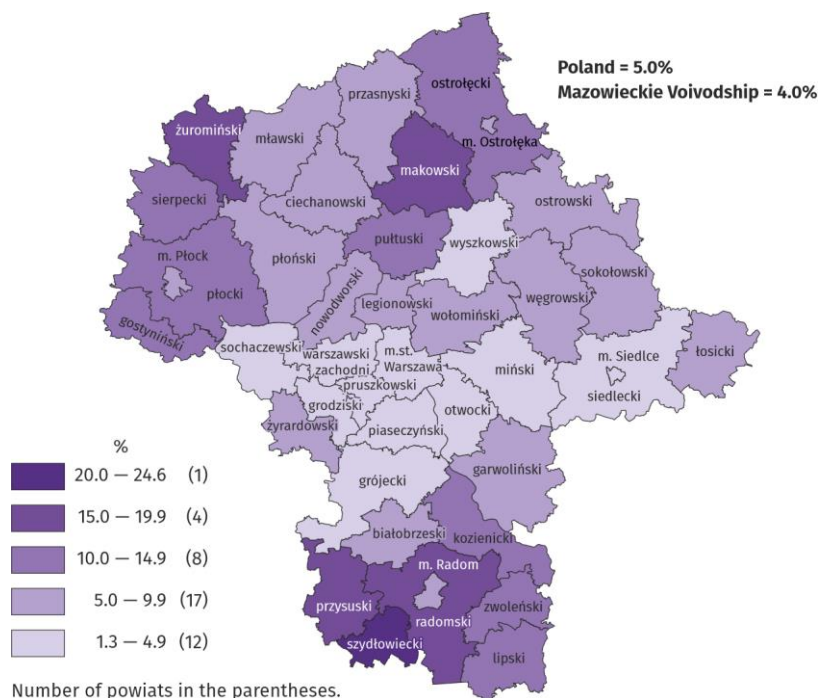 Poland = 5.0%
Mazowieckie Voivodship = 4.0%
ostrołęcki
przasnyski
żuromiński
mławski
m. Ostrołęka
makowski
sierpecki
ciechanowski
ostrowski
pułtuski
wyszkowski
m. Płock
płoński
sokołowski
płocki
nowodworski
legionowski
węgrowski
wołomiński
gostyniński
sochaczewski
warszawski
zachodni
m.st.
Warszawa
miński
m. Siedlce
łosicki
pruszkowski
siedlecki
grodziski
otwocki
żyrardowski
piaseczyński
garwoliński
grójecki
białobrzeski
kozienicki
m. Radom
przysuski
zwoleński
radomski
szydłowiecki
lipski
%
20.0 — 24.6 (1)
15.0 — 19.9 (4)
10.0 — 14.9 (8)
5.0 — 9.9 (17)
1.3 — 4.9 (12)
Number of powiats in the parentheses.